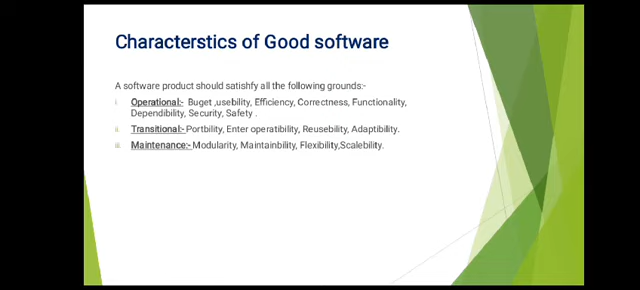 Characterstics of Good software
A software product should satishfy all the following grounds:-
i. Operational:- Buget ,usebility, Efficiency, Correctness, Functionality,
Dependibility, Security, Safety .
ii. Transitional:- Portbility, Enter operatibility, Reusebility, Adaptibility.
iii. Maintenance:- Modularity, Maintainbility, Flexibility,Scalebility.